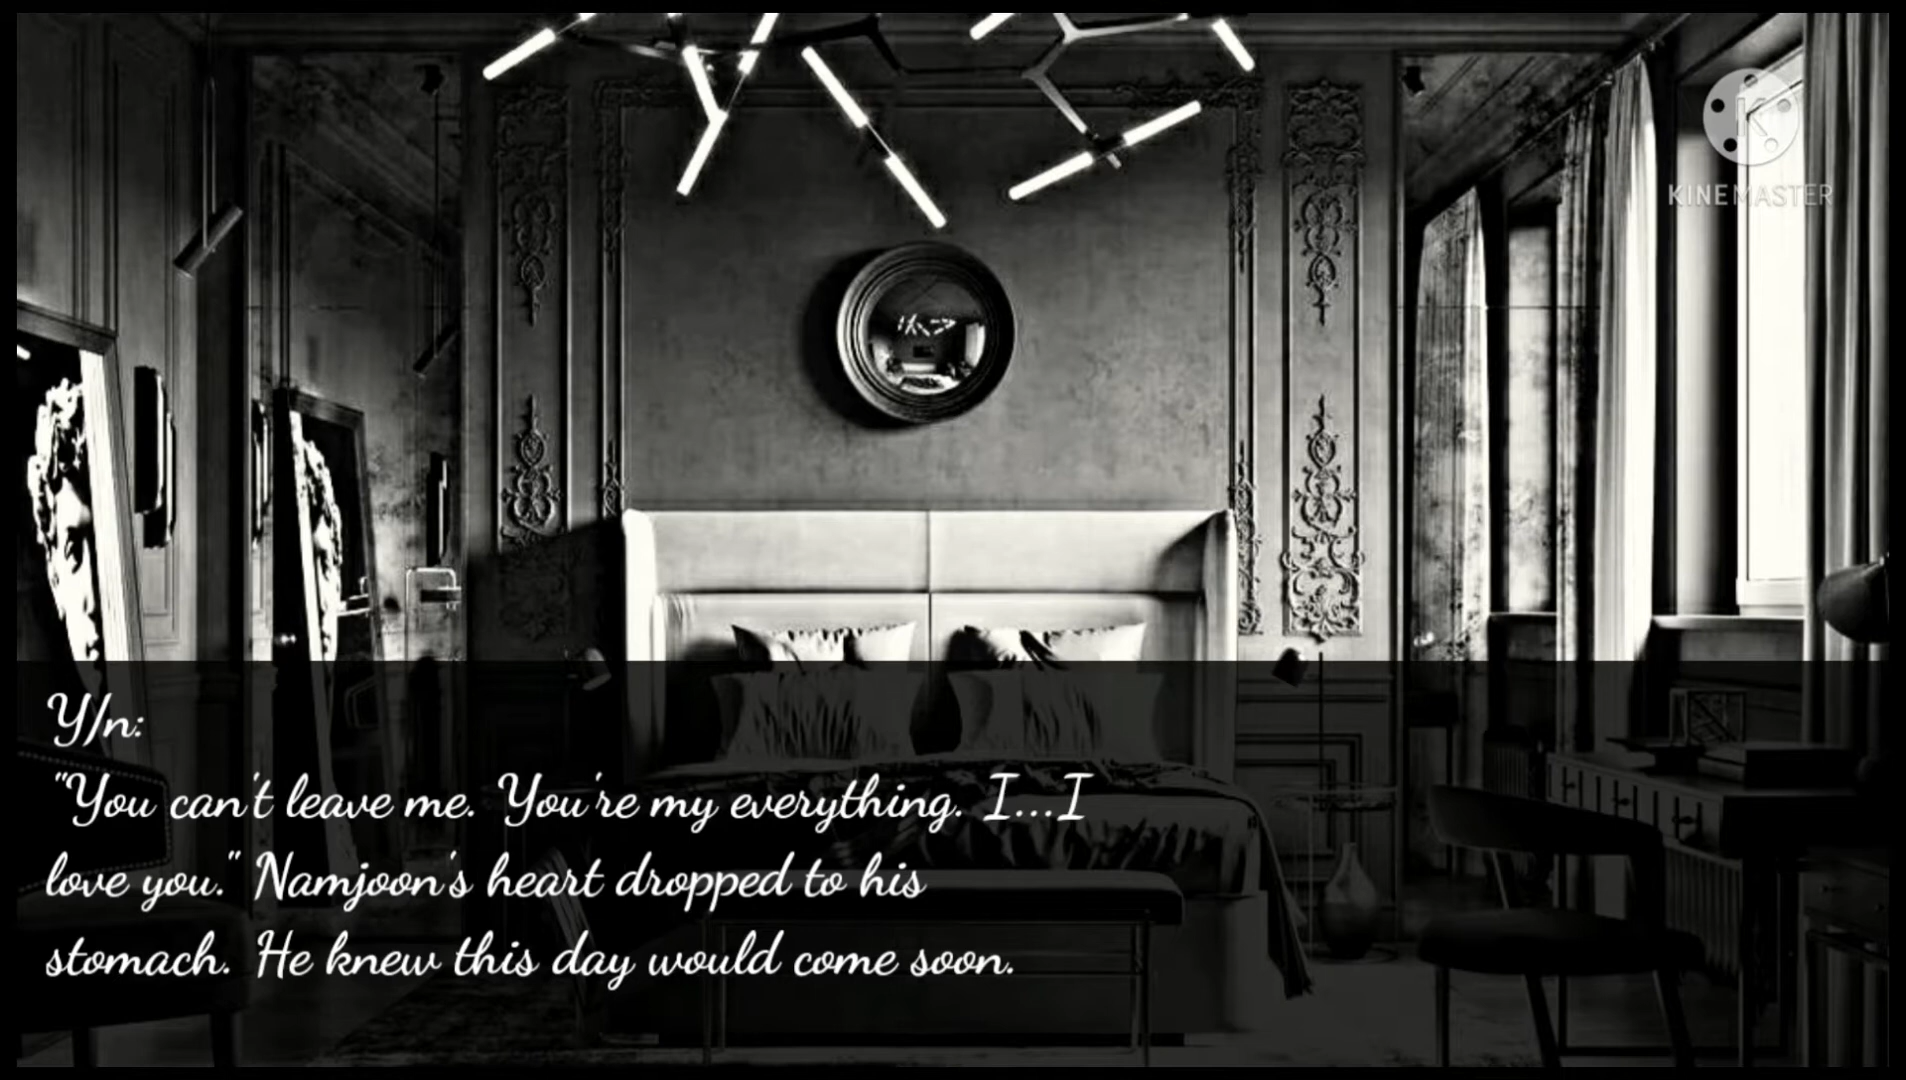 K
KINEMASTER
Y/n:
"You can't leave me. You're my everything. I...I
love you." Namjoon's heart dropped to his
stomach. He knew this day would come soon.